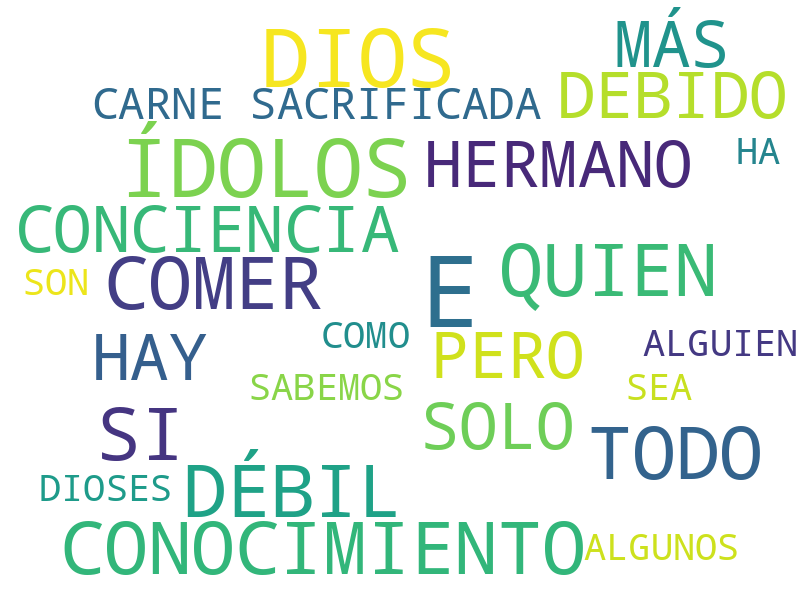 DIOS MÁS
CARNE SACRIFICADA DEBIDO
ÍDOLOS HERMANO HA
CONCIENCIA
SON COMER E QUIEN
HAY COMO PERO ALGUIEN
SABEMOS SEA
SI SOLO TODO
DIOSES DÉBIL
CONOCIMIENTO ALGUNOS